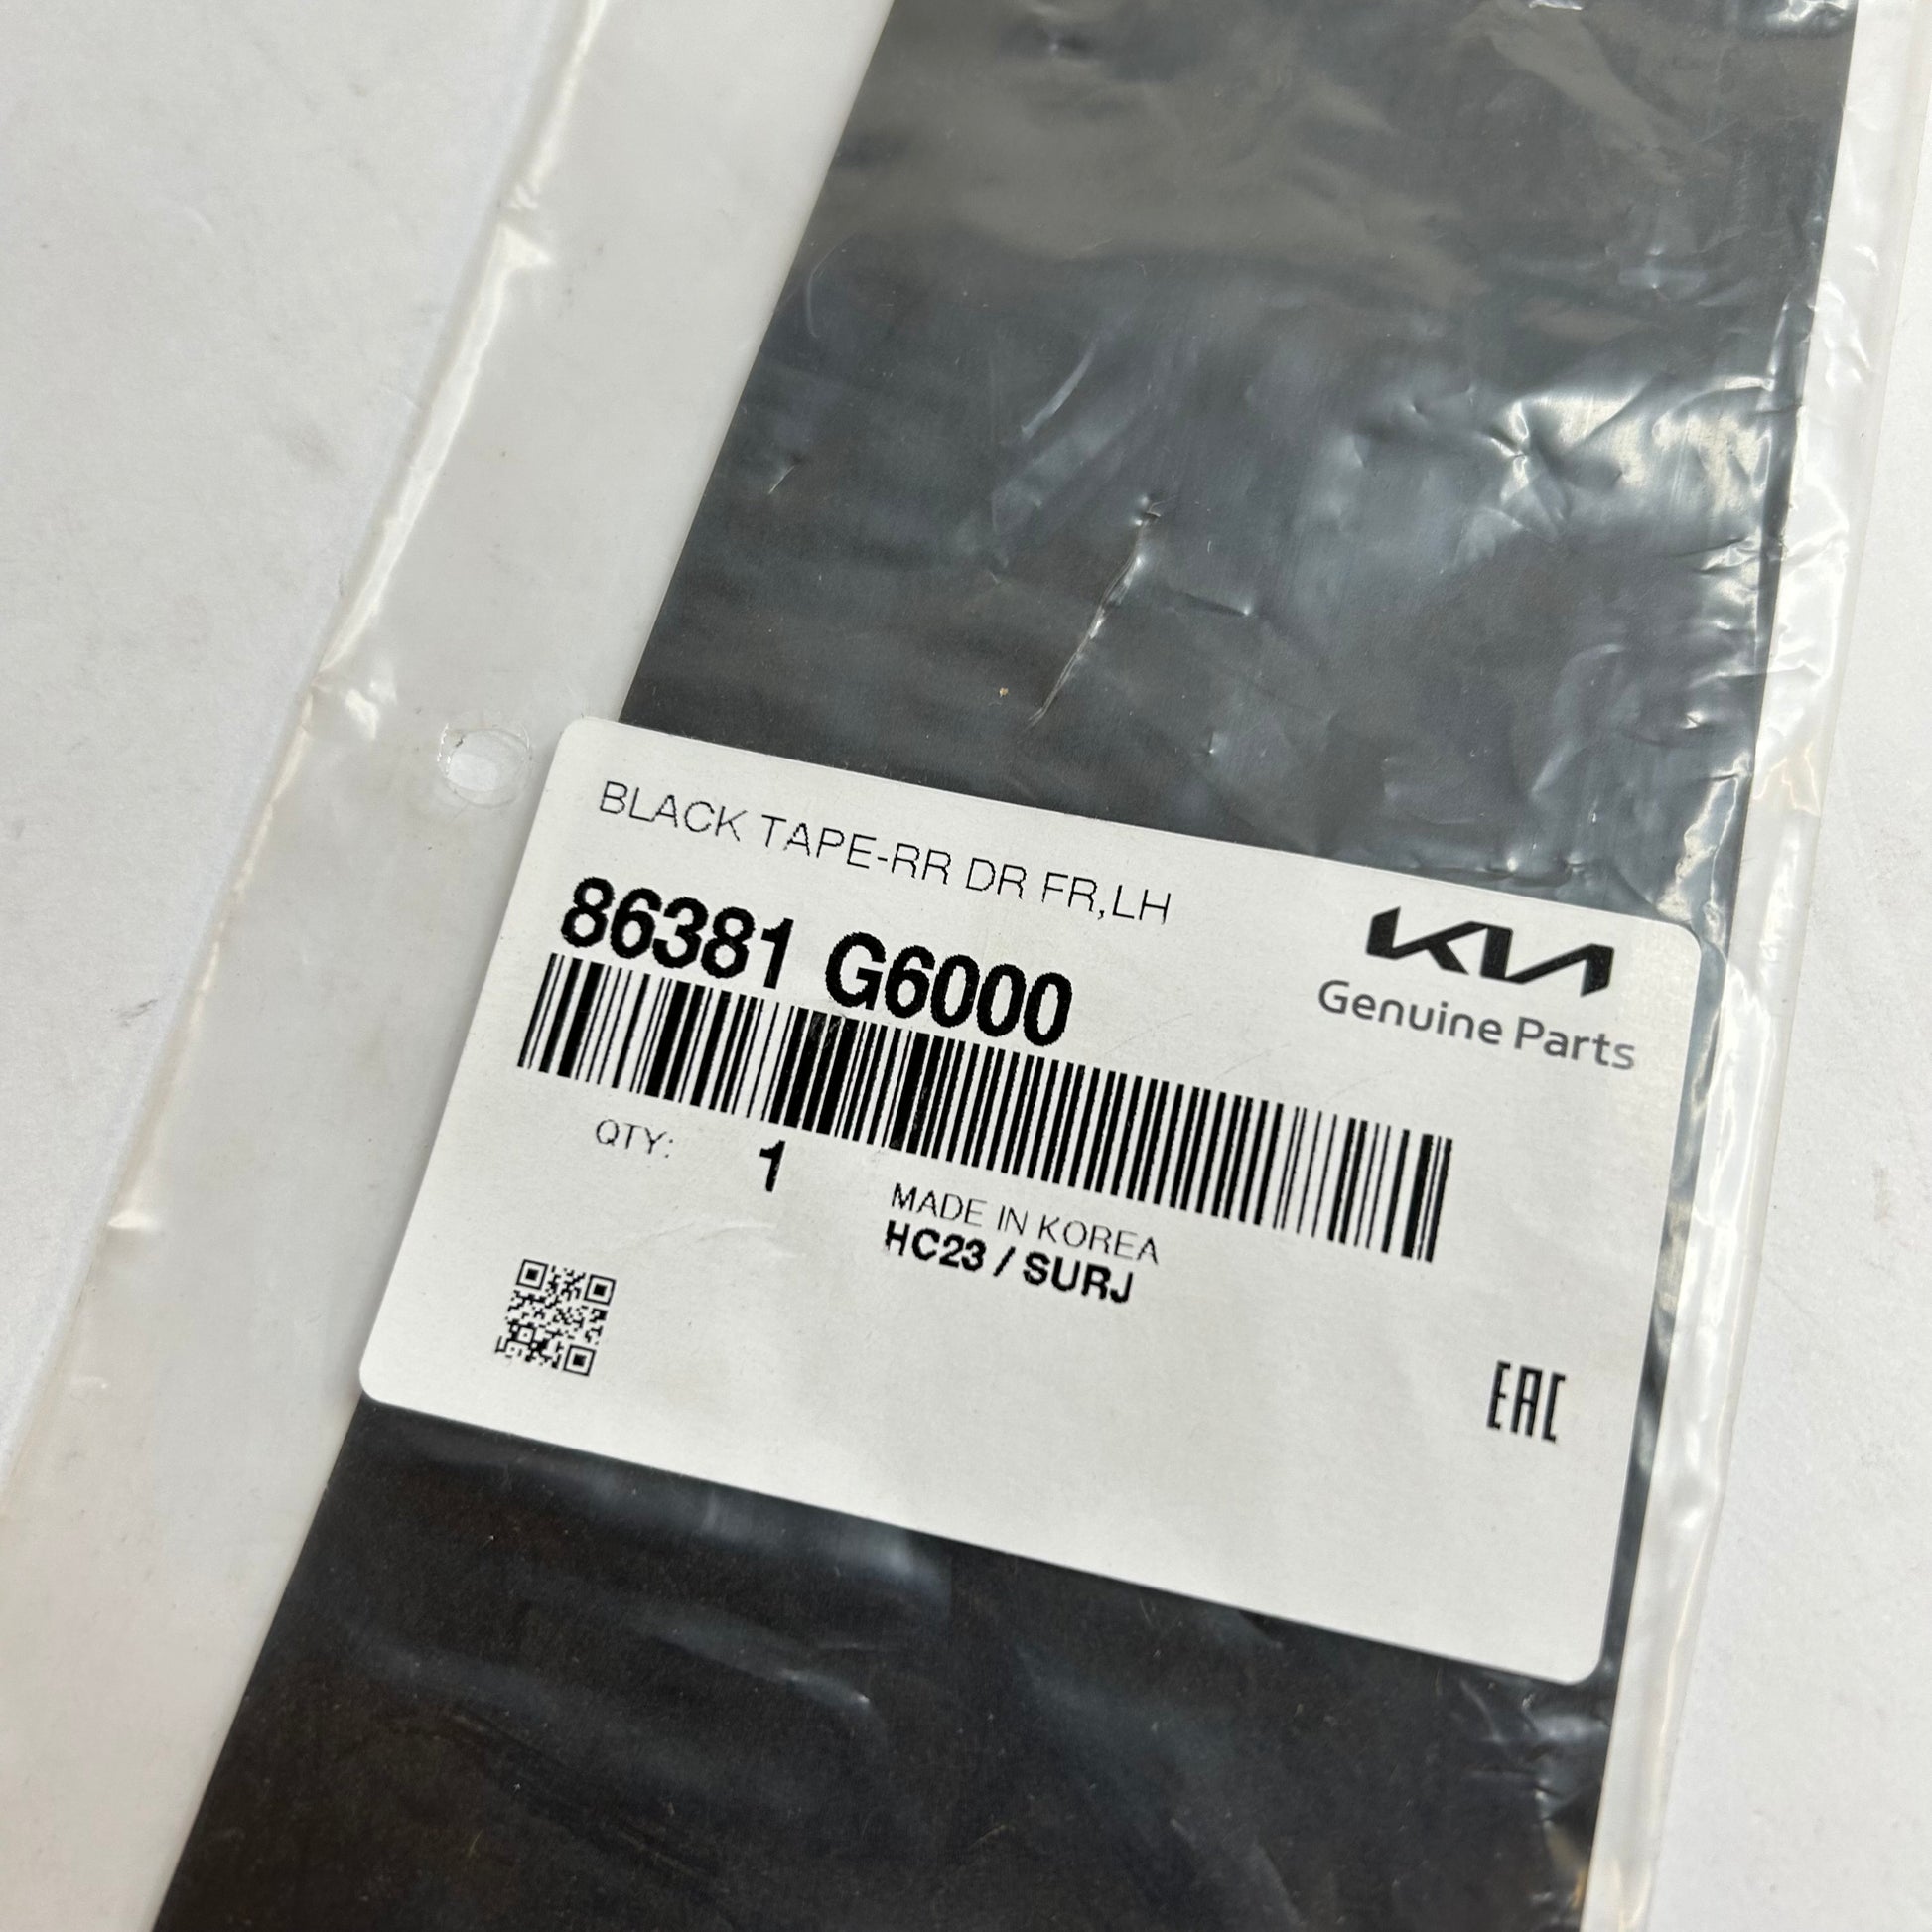 BLACK TAPE-RR DR FR,LH
86381 G6000
KIA
Genuine Parts
QTY: 1
MADE IN KOREA
HC23 / SURJ
EAC